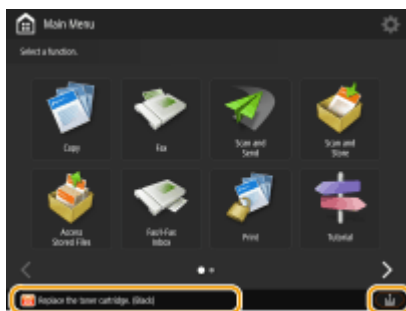 Main Menu
Select a function.
Copy
Fax
Scan and
Send
Scan and
Store
Access
Stored Files
Fax/I-Fax
Inbox
Print
Tutorial
Replace the toner cartridge. (Black)